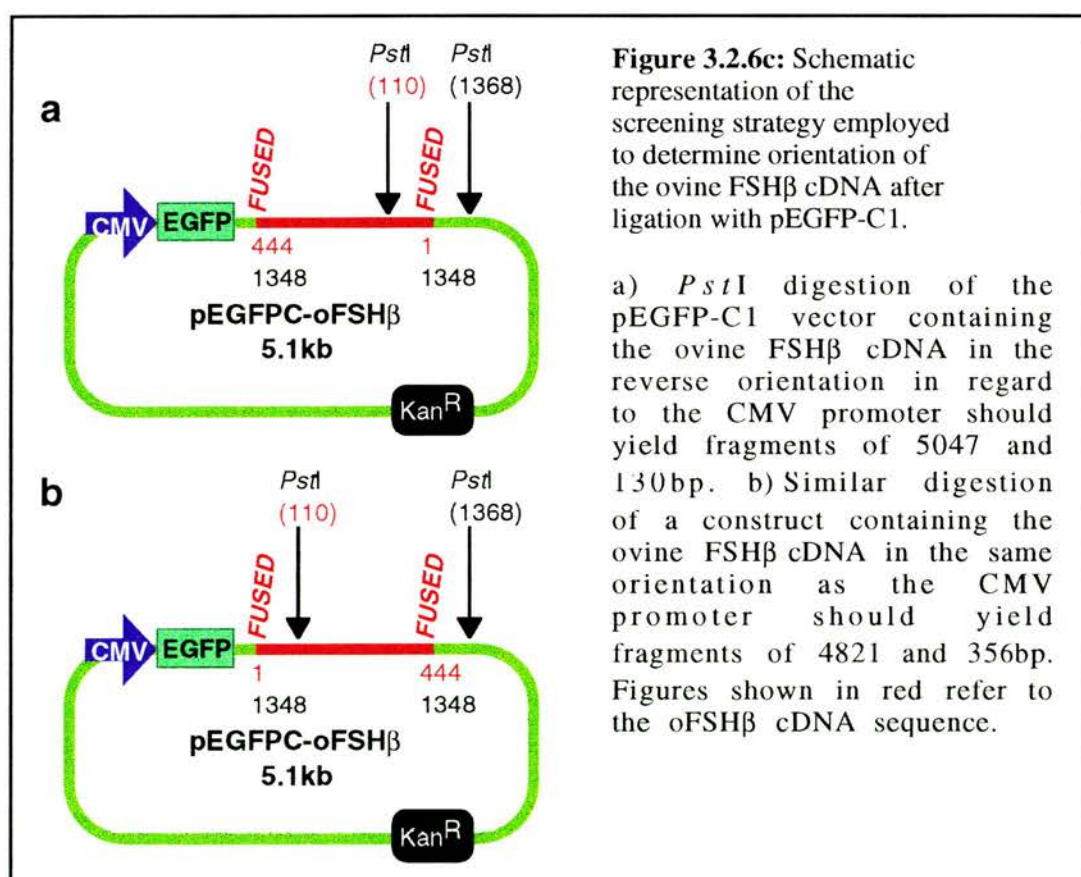 a
PstI
(110)
PstI
(1368)
FUSED
FUSED
CMV
EGFP
444
1
1348
1348
pEGFPC-oFSHβ
5.1kb
KanR
b
PstI
(110)
PstI
(1368)
FUSED
FUSED
CMV
EGFP
1
444
1348
1348
pEGFPC-oFSHβ
5.1kb
KanR
Figure 3.2.6c: Schematic
representation of the
screening strategy employed
to determine orientation of
the ovine FSHβ cDNA after
ligation with pEGFP-C1.
a) PstI digestion of the
pEGFP-C1 vector containing
the ovine FSHβ cDNA in the
reverse orientation in regard
to the CMV promoter should
yield fragments of 5047 and
130bp. b) Similar digestion
of a construct containing the
ovine FSHβ cDNA in the same
orientation as the CMV
promoter should yield
fragments of 4821 and 356bp.
Figures shown in red refer to
the oFSHβ cDNA sequence.